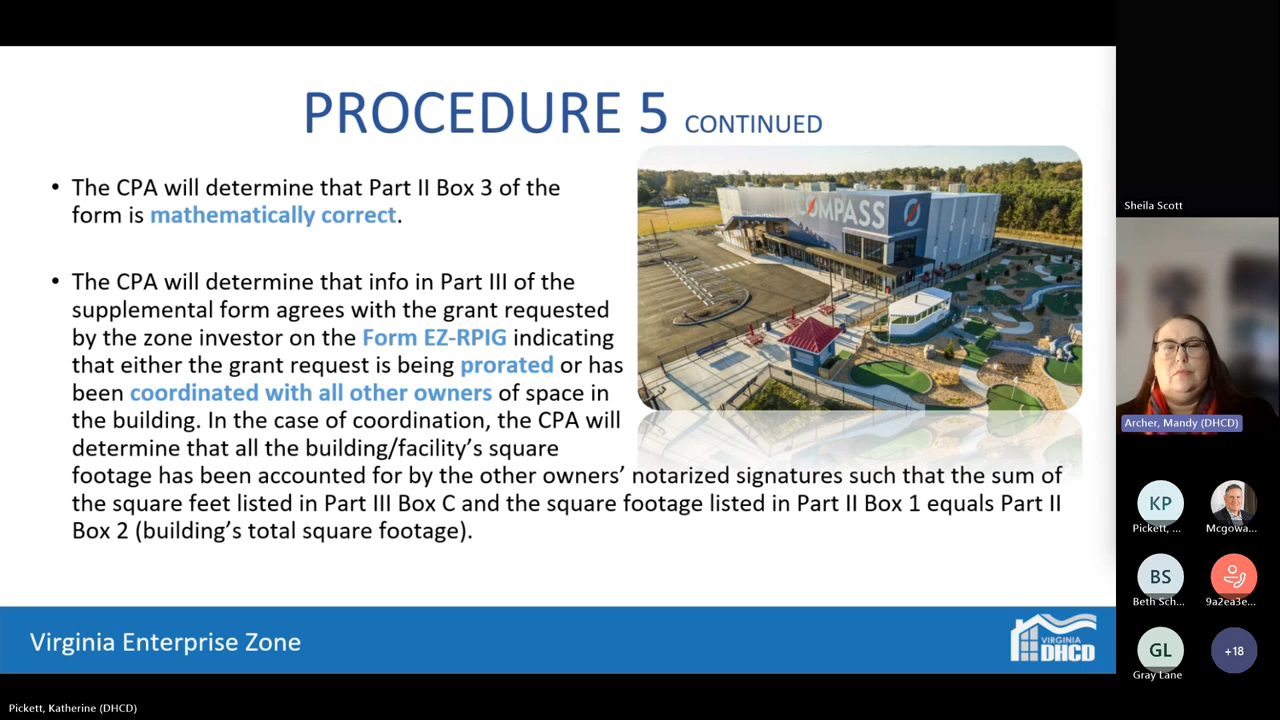 PROCEDURE 5 CONTINUED
• The CPA will determine that Part II Box 3 of the
form is mathematically correct.
• The CPA will determine that info in Part III of the
supplemental form agrees with the grant requested
by the zone investor on the Form EZ-RPIG indicating
that either the grant request is being prorated or has
been coordinated with all other owners of space in
the building. In the case of coordination, the CPA will
determine that all the building/facility’s square
footage has been accounted for by the other owners’ notarized signatures such that the sum of
the square feet listed in Part III Box C and the square footage listed in Part II Box 1 equals Part II
Box 2 (building’s total square footage).
COMPASS
Virginia Enterprise Zone
VIRGINIA
DHCD
Sheila Scott
Archer, Mandy (DHCD)
KP
Pickett, ...
Mcgowa...
BS
Beth Sch...
9a2ea3e...
GL
Gray Lane
+18
Pickett, Katherine (DHCD)